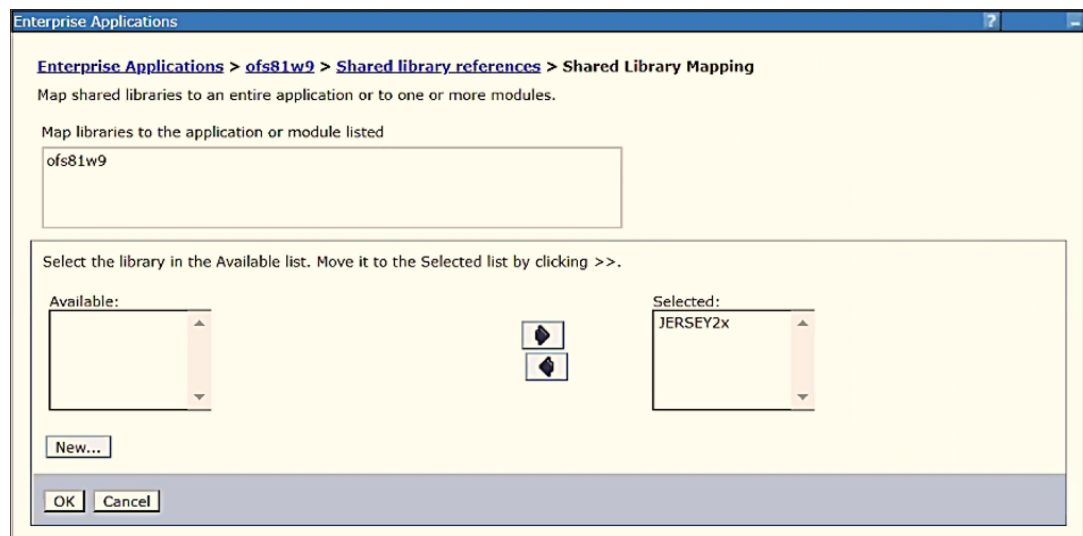 Enterprise Applications ? –
Enterprise Applications > ofs81w9 > Shared library references > Shared Library Mapping
Map shared libraries to an entire application or to one or more modules.
Map libraries to the application or module listed
ofs81w9
Select the library in the Available list. Move it to the Selected list by clicking >>.
Available: Selected:
JERSEY2x
New...
OK Cancel